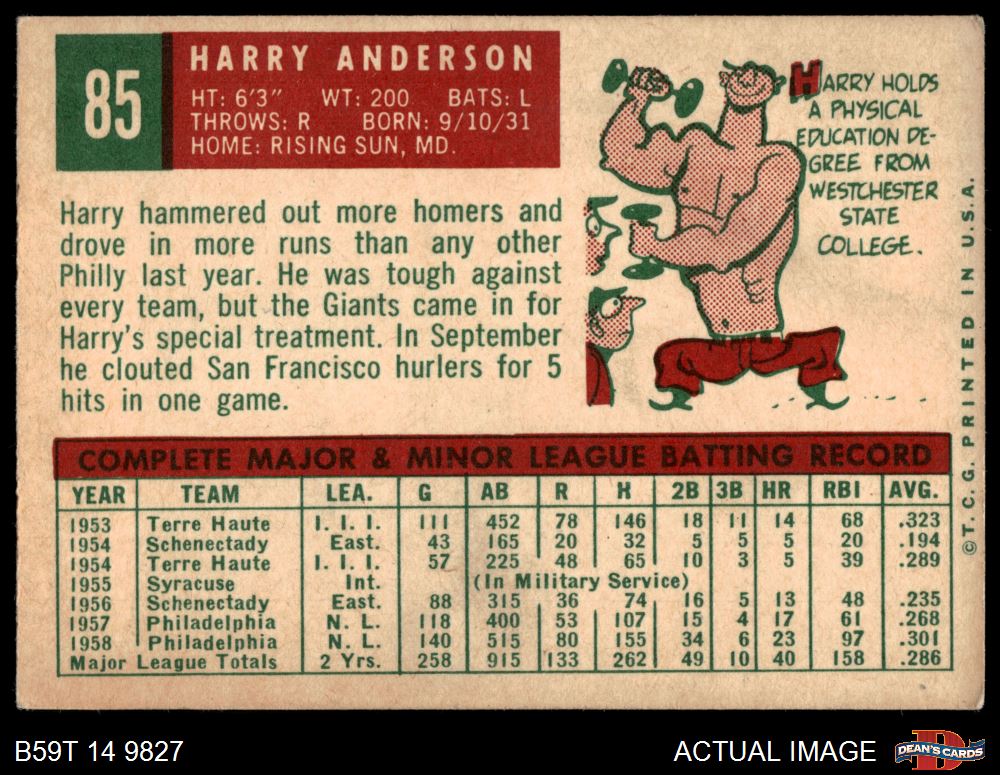 85
HARRY ANDERSON
HT: 6'3" WT: 200 BATS: L
THROWS: R BORN: 9/10/31
HOME: RISING SUN, MD.
Harry hammered out more homers and
drove in more runs than any other
Philly last year. He was tough against
every team, but the Giants came in for
Harry's special treatment. In September
he clouted San Francisco hurlers for 5
hits in one game.
HARRY HOLDS
A PHYSICAL
EDUCATION DE-
GREE FROM
WESTCHESTER
STATE
COLLEGE.
COMPLETE MAJOR & MINOR LEAGUE BATTING RECORD
YEAR TEAM LEA. G AB R H 2B 3B HR RBI AVG.
1953 Terre Haute I. I. I. 111 452 78 146 18 11 14 68 .323
1954 Schenectady East. 43 165 20 32 5 5 5 20 .194
1954 Terre Haute I. I. I. 57 225 48 65 10 3 5 39 .289
1955 Syracuse Int. (In Military Service)
1956 Schenectady East. 88 315 36 74 16 5 13 48 .235
1957 Philadelphia N. L. 118 400 53 107 15 4 17 61 .268
1958 Philadelphia N. L. 140 515 80 155 34 6 23 97 .301
Major League Totals 2 Yrs. 258 915 133 262 49 10 40 158 .286
© T. C. G. PRINTED IN U.S.A.
B59T 14 9827
ACTUAL IMAGE
D
DEAN'S CARDS